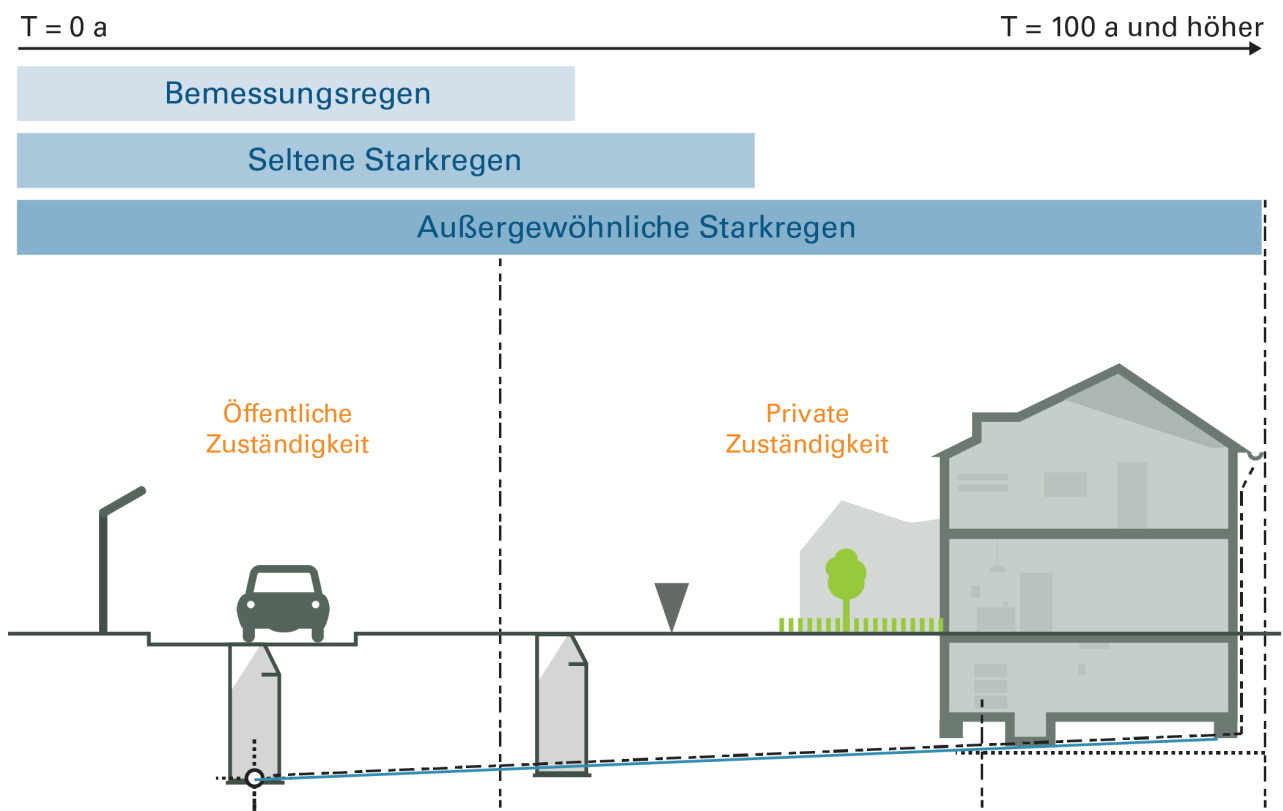 T = 0 a
T = 100 a und höher
Bemessungsregen
Seltene Starkregen
Außergewöhnliche Starkregen
Öffentliche
Zuständigkeit
Private
Zuständigkeit